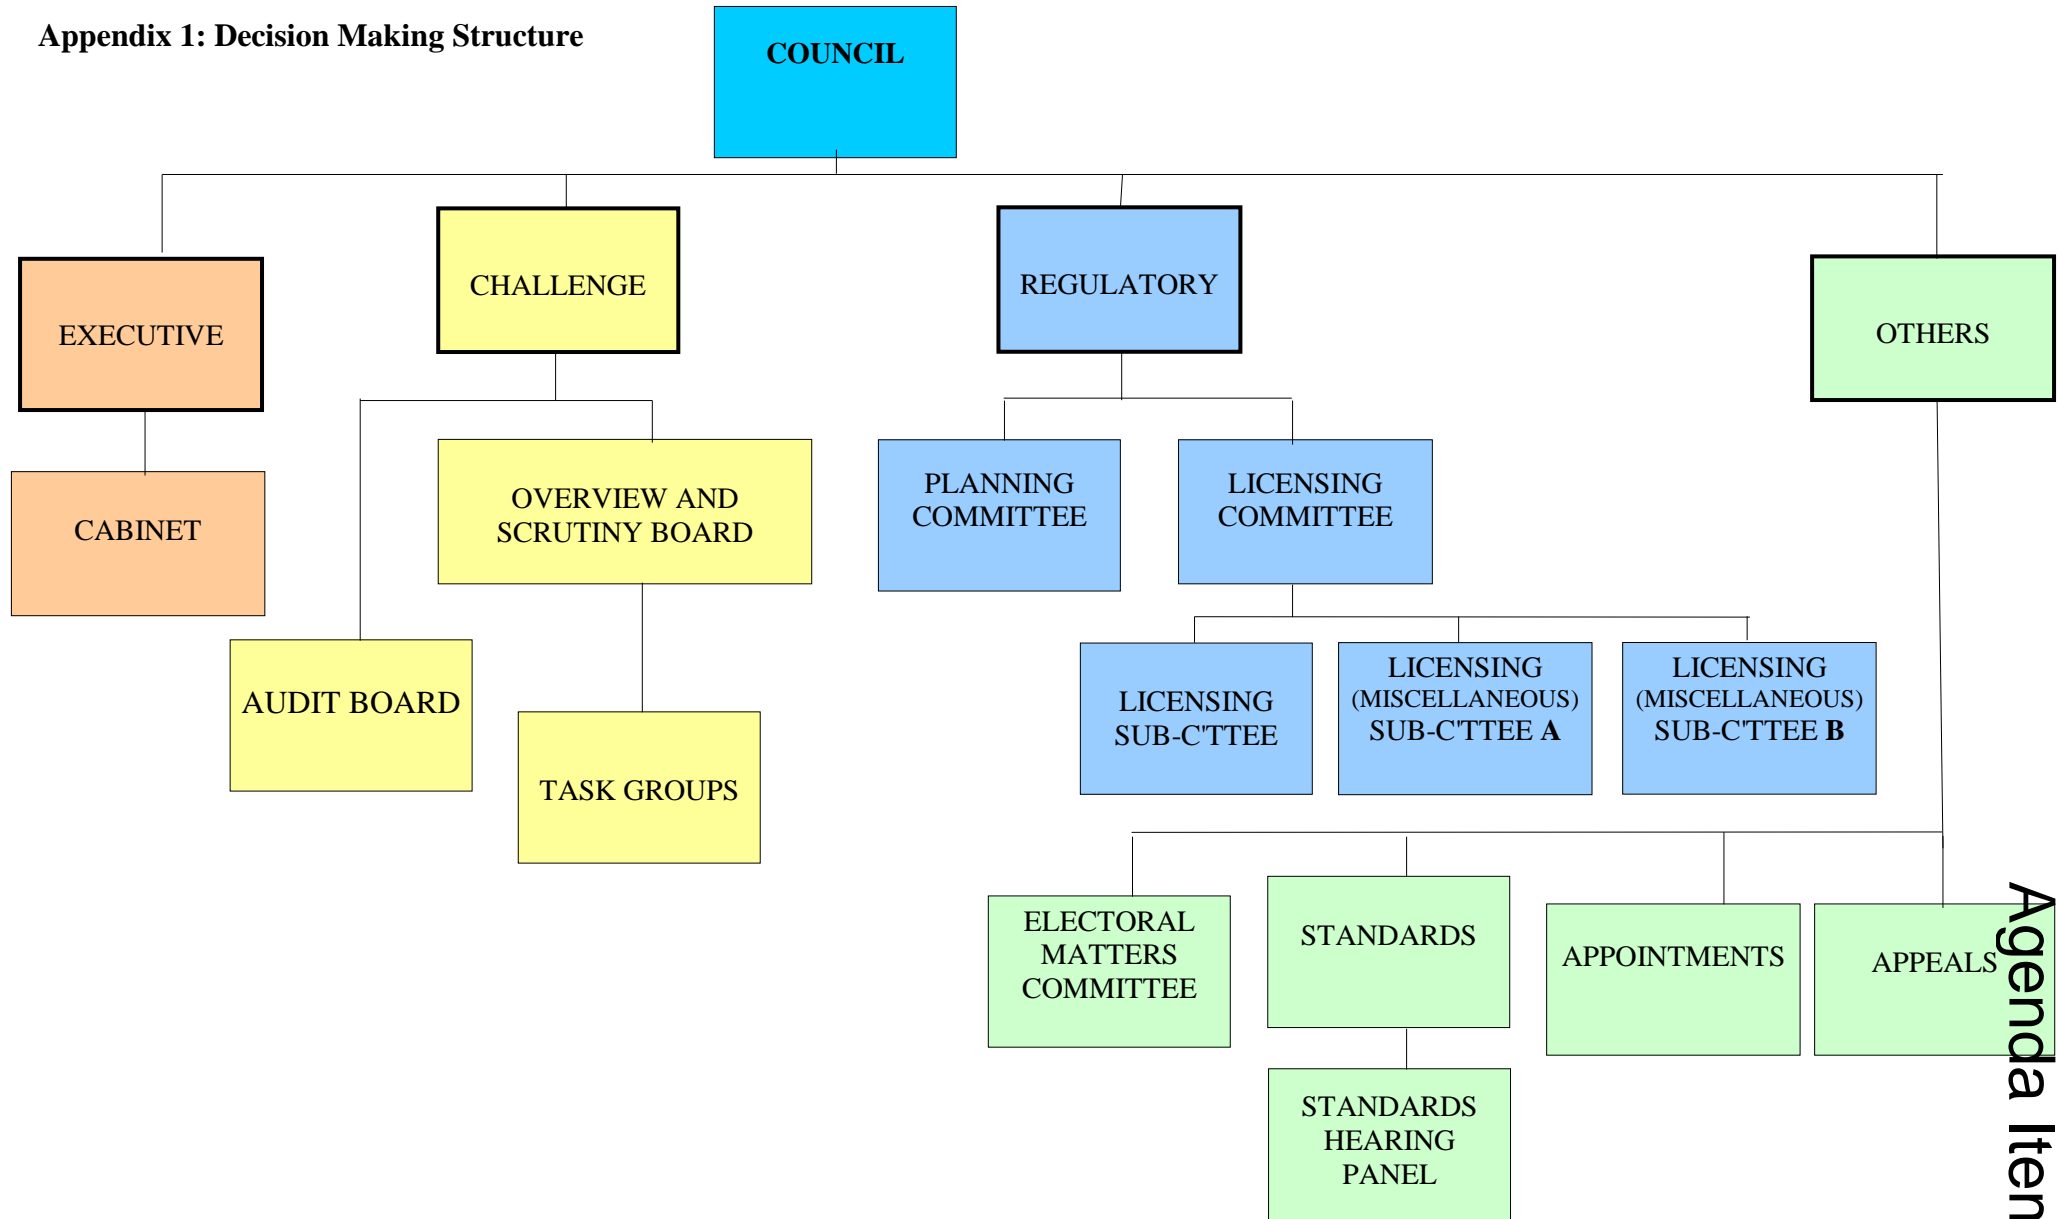 Appendix 1: Decision Making Structure
COUNCIL
EXECUTIVE
CHALLENGE
REGULATORY
OTHERS
CABINET
OVERVIEW AND
SCRUTINY BOARD
PLANNING
COMMITTEE
LICENSING
COMMITTEE
AUDIT BOARD
TASK GROUPS
LICENSING
SUB-C'TTEE
LICENSING
(MISCELLANEOUS)
SUB-C'TTEE A
LICENSING
(MISCELLANEOUS)
SUB-C'TTEE B
ELECTORAL
MATTERS
COMMITTEE
STANDARDS
APPOINTMENTS
APPEALS
STANDARDS
HEARING
PANEL
Agenda